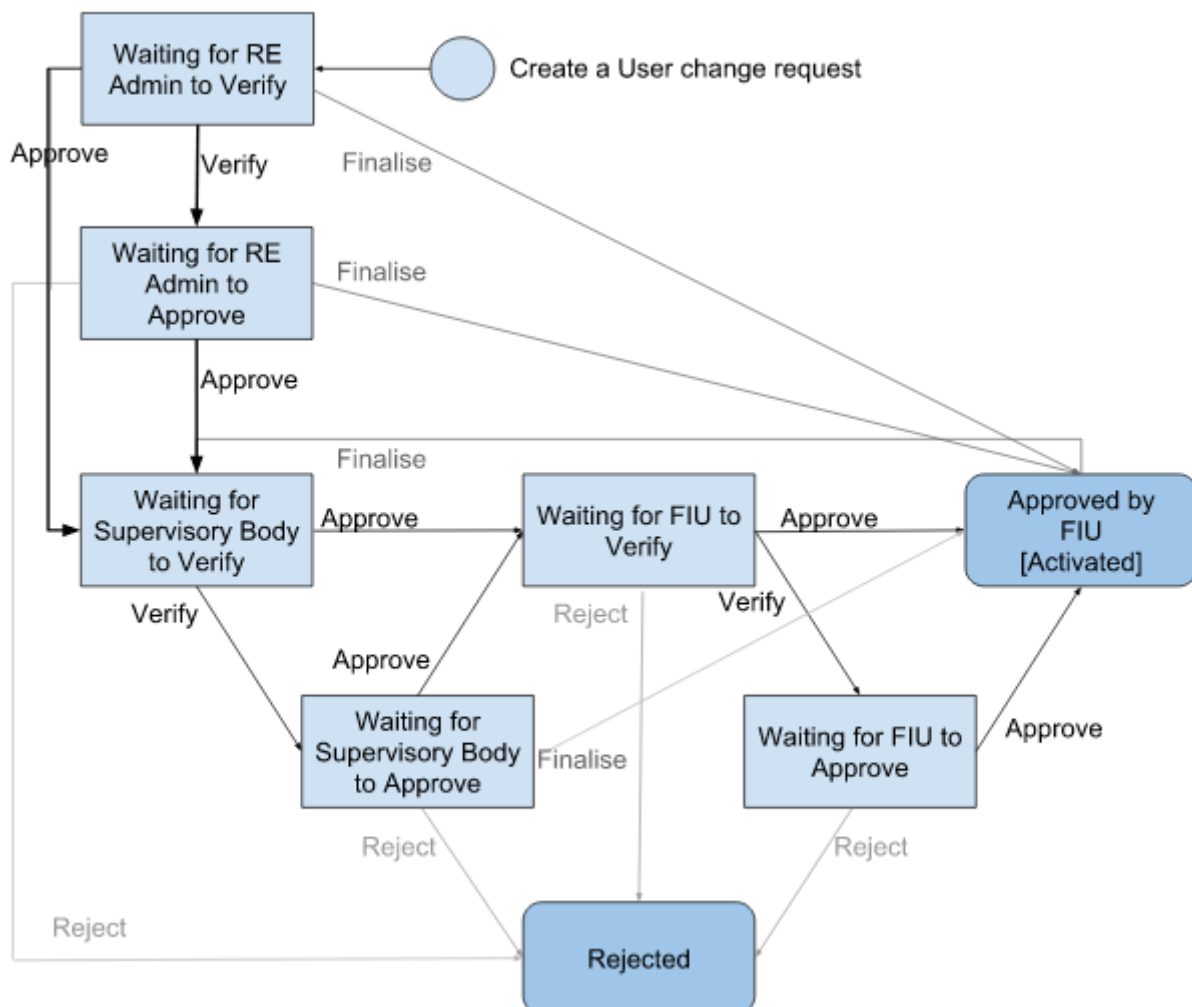 Waiting for RE
Admin to Verify
Create a User change request
Approve
Verify
Finalise
Waiting for RE
Admin to
Approve
Finalise
Approve
Finalise
Waiting for
Supervisory Body
to Verify
Approve
Waiting for FIU to
Verify
Approve
Approved by
FIU
[Activated]
Verify
Reject
Verify
Approve
Waiting for
Supervisory Body
to Approve
Finalise
Waiting for FIU to
Approve
Approve
Reject
Reject
Reject
Rejected